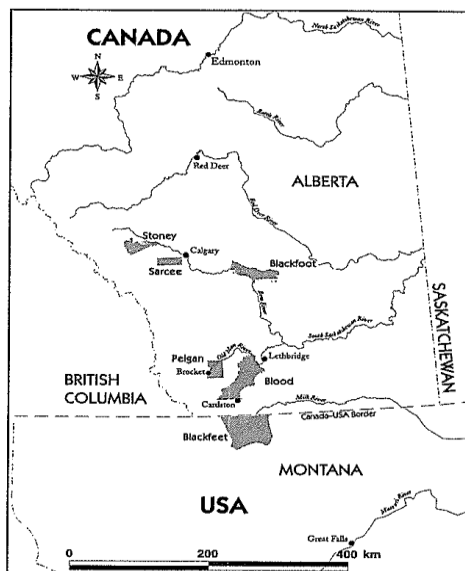 North Saskatchewan River
CANADA
N
W
E
S
Edmonton
Battle River
Red Deer
ALBERTA
Red Deer River
Stoney
Calgary
Sarcee
Blackfoot
Bow River
SASKATCHEWAN
South Saskatchewan River
Peigan
Oldman River
Lethbridge
Brocket
Blood
BRITISH
COLUMBIA
Cardston
Milk River
Canada-USA Border
Blackfeet
MONTANA
USA
Great Falls
0
200
400 km